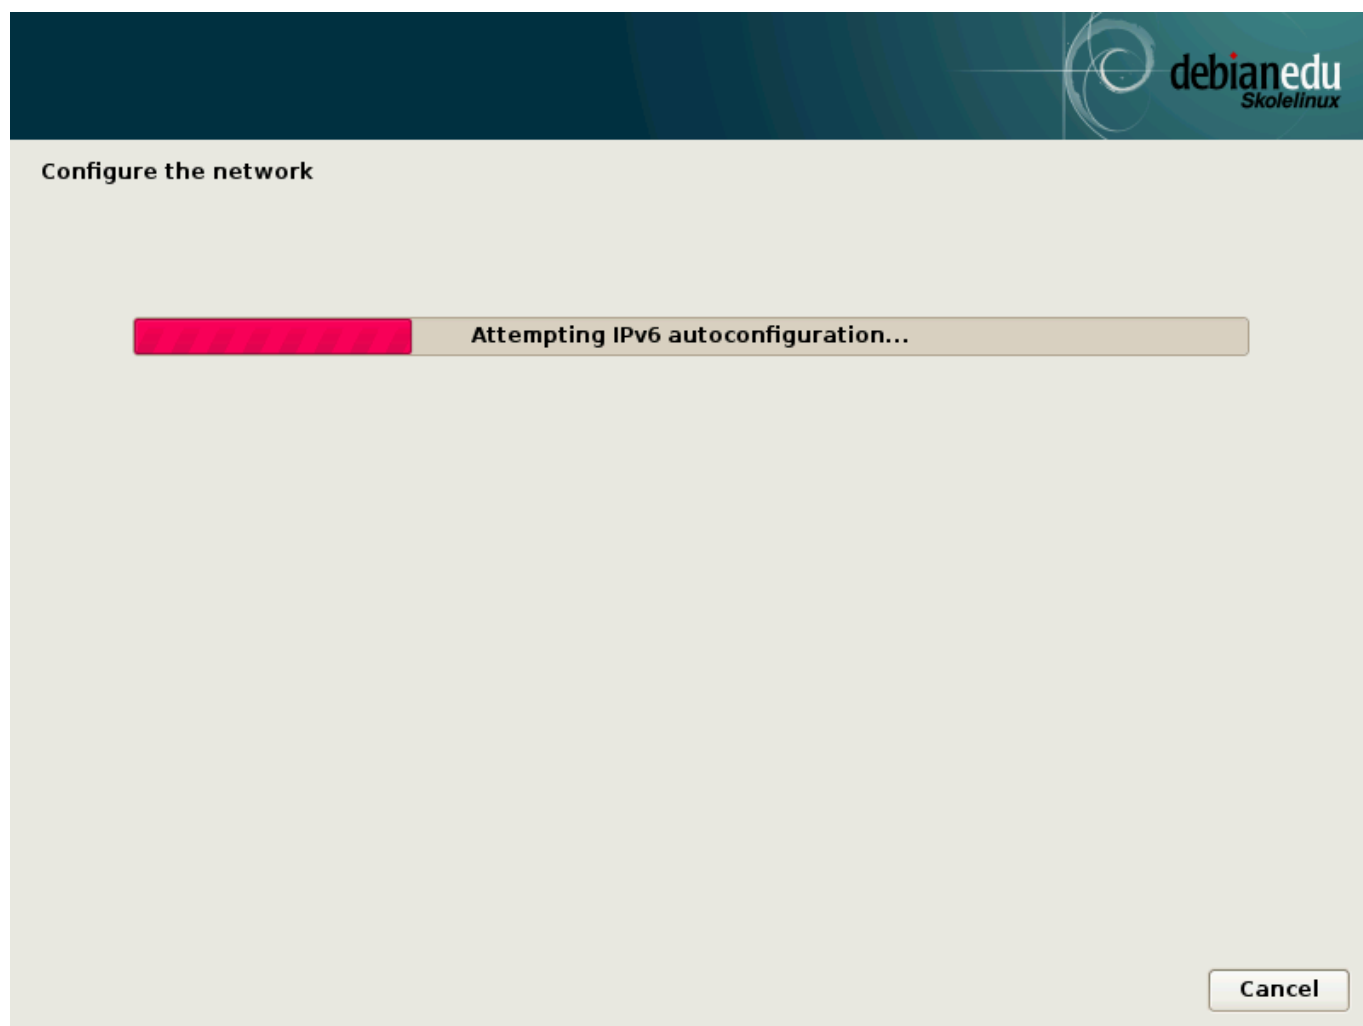 debianedu
Skolelinux
Configure the network
Attempting IPv6 autoconfiguration...
Cancel